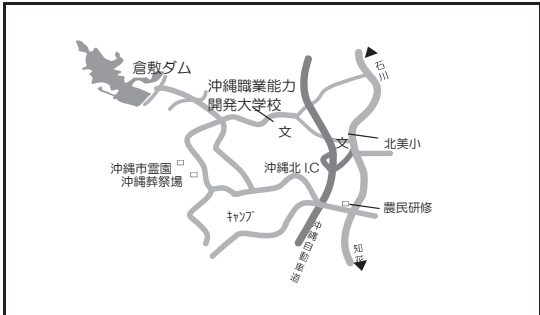 倉敷ダム
石川
沖縄職業能力
開発大学校
文
文
北美小
沖縄市霊園
沖縄葬祭場
沖縄北 I.C
農民研修
キャンプ
沖縄自動車道
知花